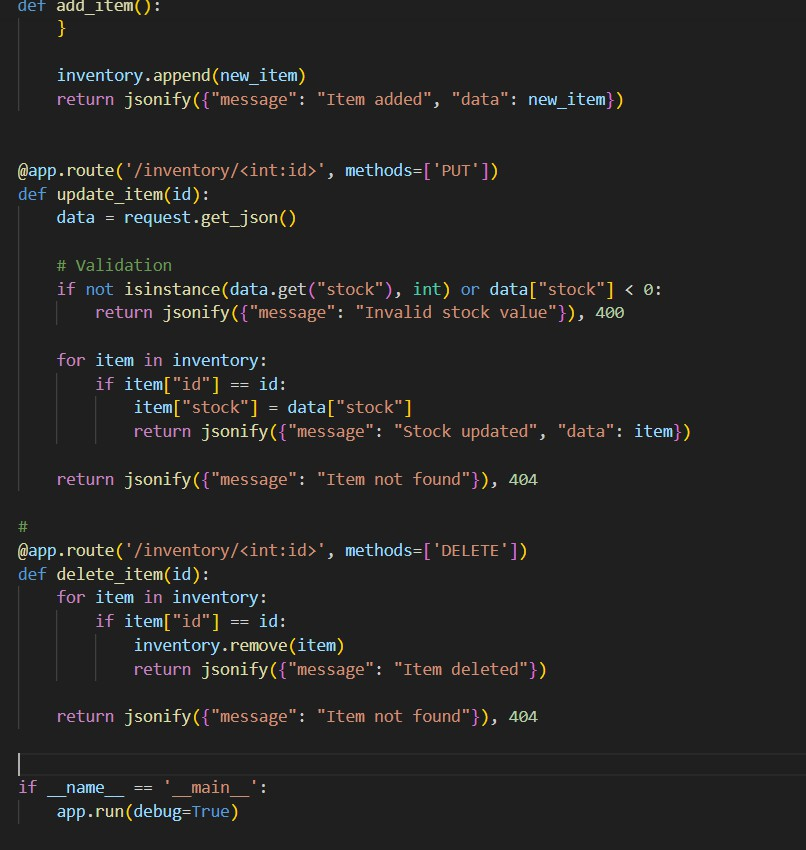 def add_item():
    }

    inventory.append(new_item)
    return jsonify({"message": "Item added", "data": new_item})


@app.route('/inventory/<int:id>', methods=['PUT'])
def update_item(id):
    data = request.get_json()

    # Validation
    if not isinstance(data.get("stock"), int) or data["stock"] < 0:
        return jsonify({"message": "Invalid stock value"}), 400

    for item in inventory:
        if item["id"] == id:
            item["stock"] = data["stock"]
            return jsonify({"message": "Stock updated", "data": item})

    return jsonify({"message": "Item not found"}), 404

#
@app.route('/inventory/<int:id>', methods=['DELETE'])
def delete_item(id):
    for item in inventory:
        if item["id"] == id:
            inventory.remove(item)
            return jsonify({"message": "Item deleted"})

    return jsonify({"message": "Item not found"}), 404


if __name__ == '__main__':
    app.run(debug=True)